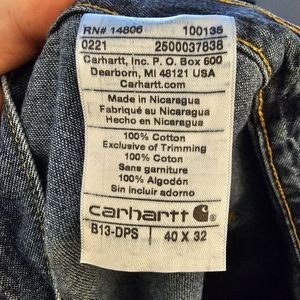 RN# 14806 100135
0221 2500037838
Carhartt, Inc. P. O. Box 600
Dearborn, MI 48121 USA
Carhartt.com
Made in Nicaragua
Fabriqué au Nicaragua
Hecho en Nicaragua
100% Cotton
Exclusive of Trimming
100% Coton
Sans garniture
100% Algodón
Sin incluir adorno
carhartt
B13-DPS 40 X 32